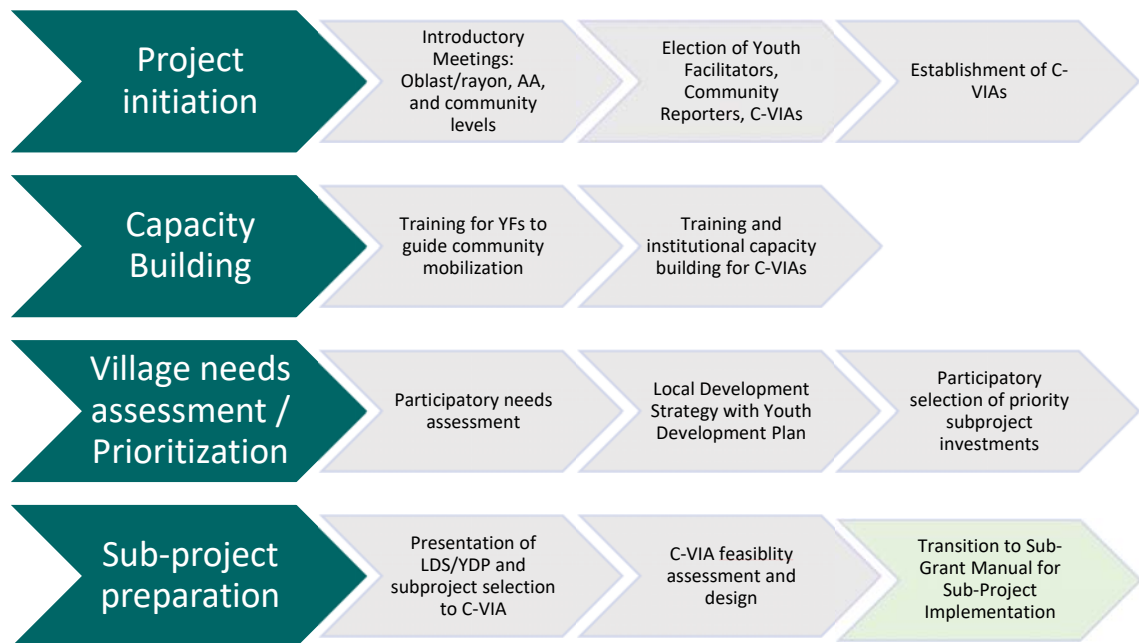 Project
initiation
Introductory
Meetings:
Oblast/rayon, AA,
and community
levels
Election of Youth
Facilitators,
Community
Reporters, C-VIAs
Establishment of C-
VIAs
Capacity
Building
Training for YFs to
guide community
mobilization
Training and
institutional capacity
building for C-VIAs
Village needs
assessment /
Prioritization
Participatory needs
assessment
Local Development
Strategy with Youth
Development Plan
Participatory
selection of priority
subproject
investments
Sub-project
preparation
Presentation of
LDS/YDP and
subproject selection
to C-VIA
C-VIA feasiblity
assessment and
design
Transition to Sub-
Grant Manual for
Sub-Project
Implementation